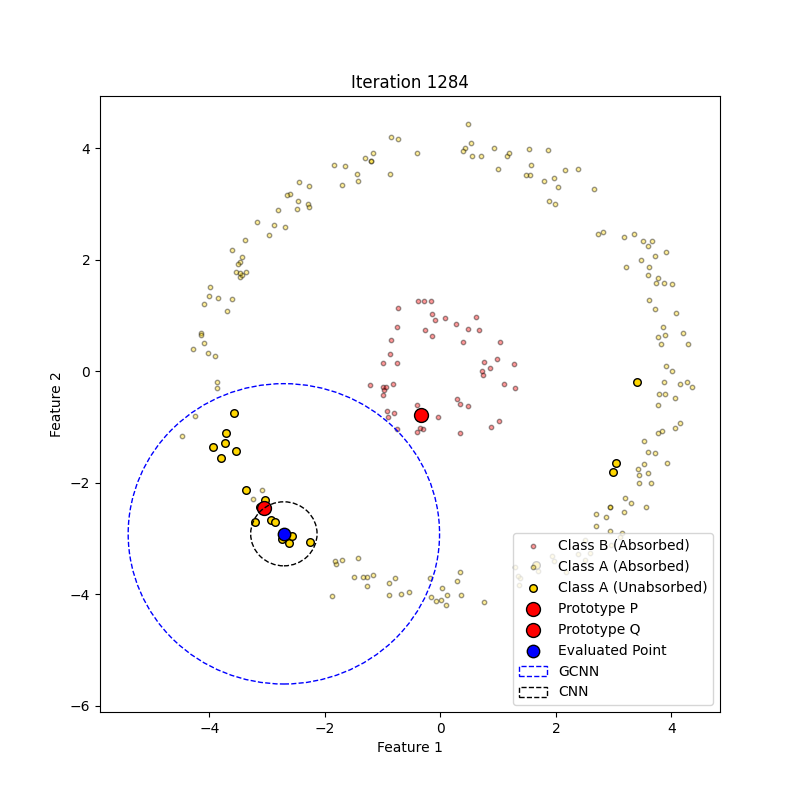 Iteration 1284
4
2
0
−2
−4
−6
Feature 2
−4
−2
0
2
4
Feature 1
Class B (Absorbed)
Class A (Absorbed)
Class A (Unabsorbed)
Prototype P
Prototype Q
Evaluated Point
GCNN
CNN